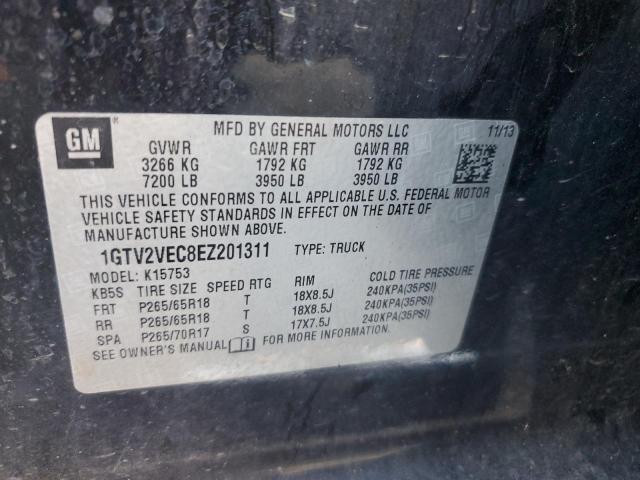 GM
MFD BY GENERAL MOTORS LLC 11/13
GVWR GAWR FRT GAWR RR
3266 KG 1792 KG 1792 KG
7200 LB 3950 LB 3950 LB
THIS VEHICLE CONFORMS TO ALL APPLICABLE U.S. FEDERAL MOTOR
VEHICLE SAFETY STANDARDS IN EFFECT ON THE DATE OF
MANUFACTURE SHOWN ABOVE.
1GTV2VEC8EZ201311 TYPE: TRUCK
MODEL: K15753
KB5S TIRE SIZE SPEED RTG RIM COLD TIRE PRESSURE
FRT P265/65R18 T 18X8.5J 240KPA(35PSI)
RR P265/65R18 T 18X8.5J 240KPA(35PSI)
SPA P265/70R17 S 17X7.5J 240KPA(35PSI)
SEE OWNER'S MANUAL FOR MORE INFORMATION.